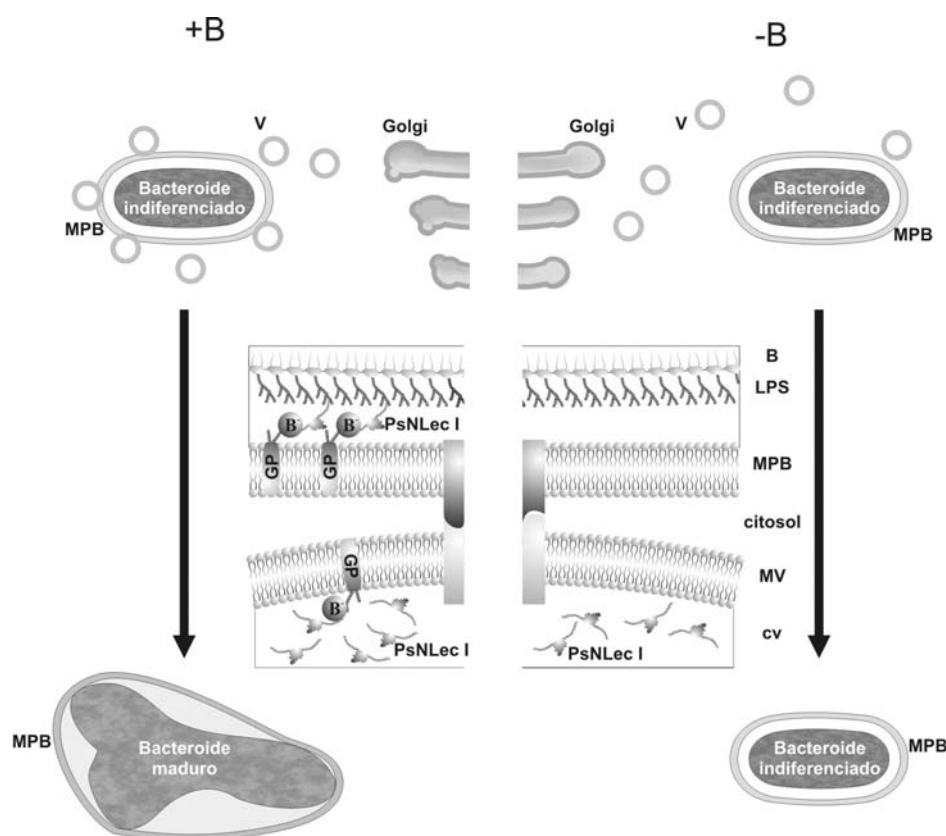 +B
-B
V
Golgi
Golgi
V
Bacteroide
indiferenciado
MPB
Bacteroide
indiferenciado
MPB
B
LPS
B-
B-
PsNLec I
GP
GP
MPB
citosol
GP
MV
B-
cv
PsNLec I
PsNLec I
MPB
Bacteroide
maduro
Bacteroide
indiferenciado
MPB